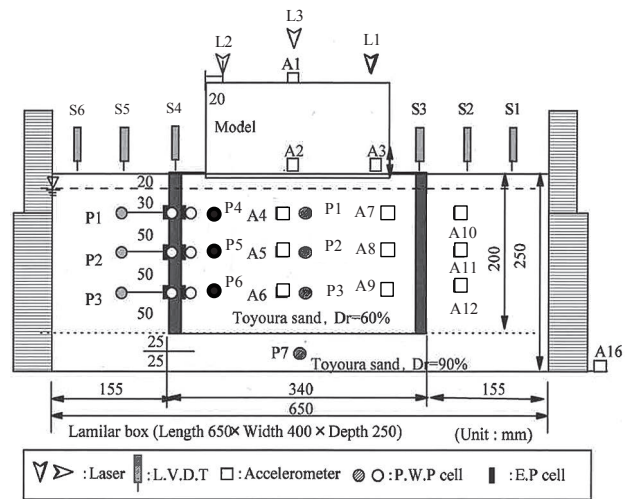 L3
L2 L1
A1
S6 S5 S4 20 S3 S2 S1
Model
A2 A3
20
P1 30 P4 A4 P1 A7 A10
50
P2 P5 A5 P2 A8 A11 200 250
50
P3 P6 A6 P3 A9 A12
50
Toyoura sand, Dr=60%
25
25 P7 Toyoura sand, Dr=90% A16
155 340 155
650
Lamilar box (Length 650× Width 400 × Depth 250) (Unit : mm)
: Laser : L.V.D.T : Accelerometer : P.W.P cell : E.P cell